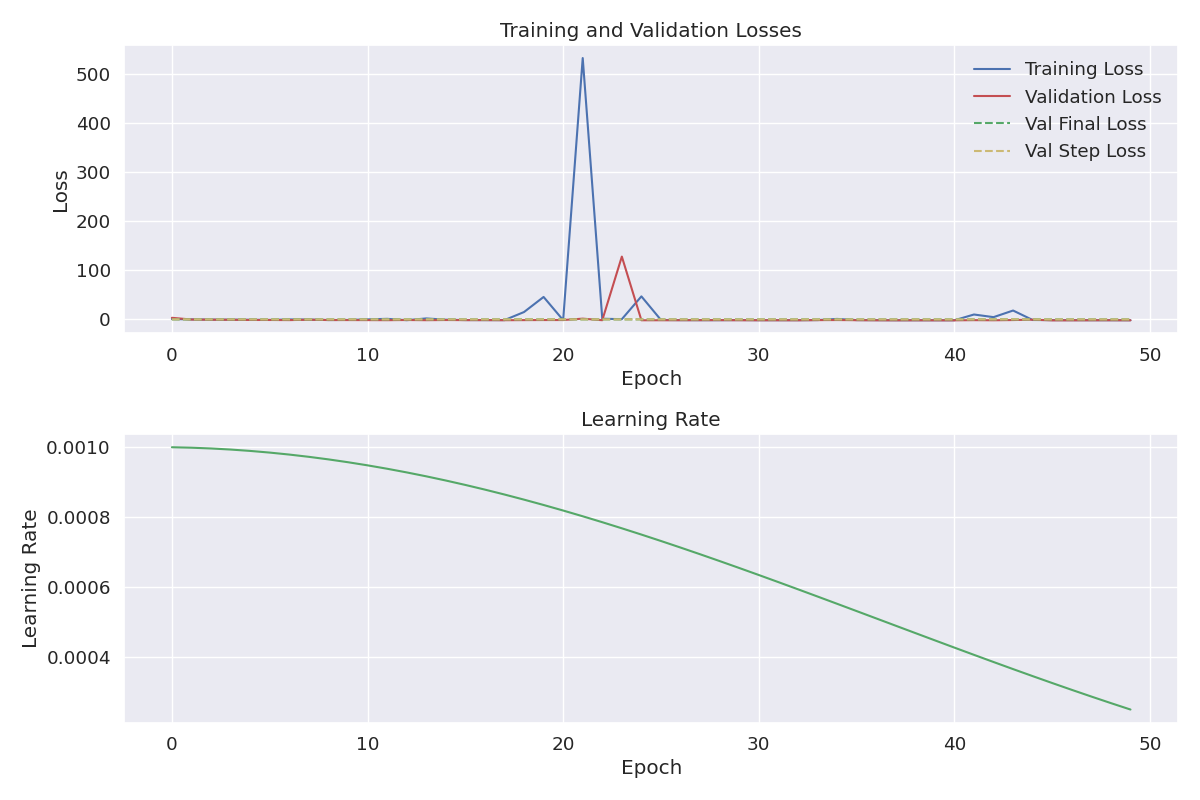 Training and Validation Losses
Training Loss
Validation Loss
Val Final Loss
Val Step Loss
Loss
500
400
300
200
100
0
0 10 20 30 40 50
Epoch
Learning Rate
Learning Rate
0.0010
0.0008
0.0006
0.0004
0 10 20 30 40 50
Epoch